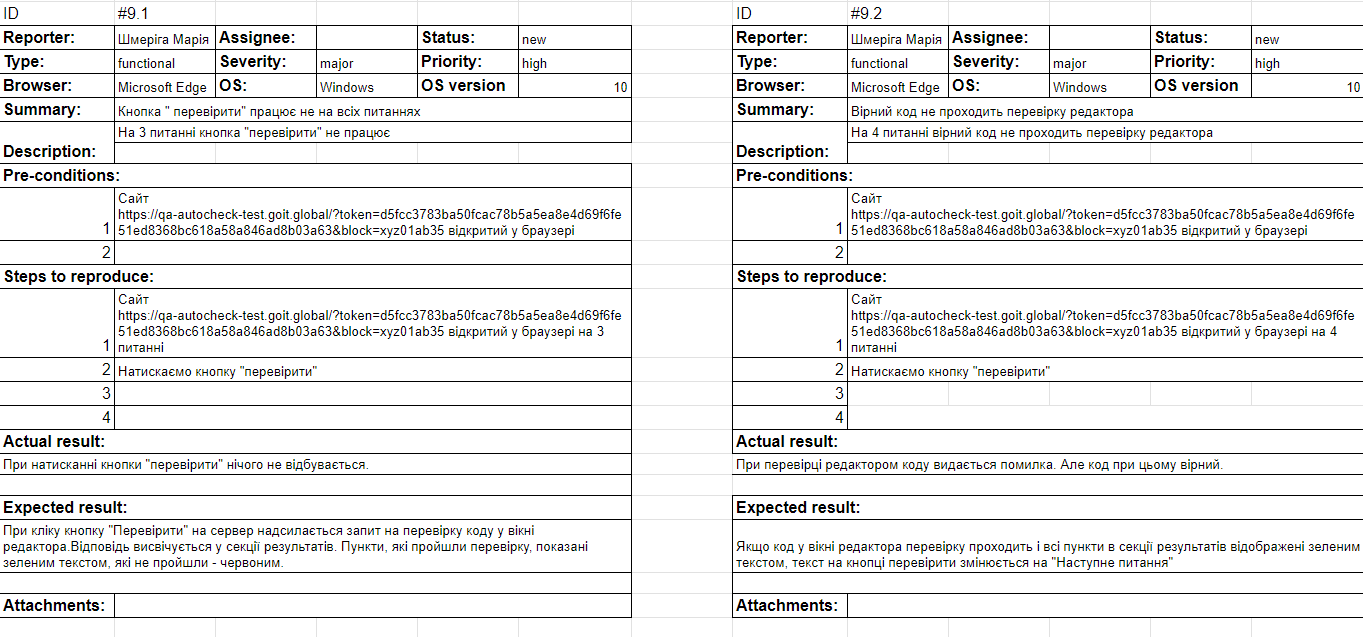 ID #9.1
Reporter: Шмеріга Марія Assignee: Status: new
Type: functional Severity: major Priority: high
Browser: Microsoft Edge OS: Windows OS version 10
Summary: Кнопка " перевірити" працює не на всіх питаннях
На 3 питанні кнопка "перевірити" не працює
Description:
Pre-conditions:
Сайт
https://qa-autocheck-test.goit.global/?token=d5fcc3783ba50fcac78b5a5ea8e4d69f6fe
1 51ed8368bc618a58a846ad8b03a63&block=xyz01ab35 відкритий у браузері
2
Steps to reproduce:
Сайт
https://qa-autocheck-test.goit.global/?token=d5fcc3783ba50fcac78b5a5ea8e4d69f6fe
51ed8368bc618a58a846ad8b03a63&block=xyz01ab35 відкритий у браузері на 3
1 питанні
2 Натискаємо кнопку "перевірити"
3
4
Actual result:
При натисканні кнопки "перевірити" нічого не відбувається.
Expected result:
При кліку кнопку "Перевірити" на сервер надсилається запит на перевірку коду у вікні
редактора.Відповідь висвічується у секції результатів. Пункти, які пройшли перевірку, показані
зеленим текстом, які не пройшли - червоним.
Attachments:
ID #9.2
Reporter: Шмеріга Марія Assignee: Status: new
Type: functional Severity: major Priority: high
Browser: Microsoft Edge OS: Windows OS version 10
Summary: Вірний код не проходить перевірку редактора
На 4 питанні вірний код не проходить перевірку редактора
Description:
Pre-conditions:
Сайт
https://qa-autocheck-test.goit.global/?token=d5fcc3783ba50fcac78b5a5ea8e4d69f6fe
1 51ed8368bc618a58a846ad8b03a63&block=xyz01ab35 відкритий у браузері
2
Steps to reproduce:
Сайт
https://qa-autocheck-test.goit.global/?token=d5fcc3783ba50fcac78b5a5ea8e4d69f6fe
51ed8368bc618a58a846ad8b03a63&block=xyz01ab35 відкритий у браузері на 4
1 питанні
2 Натискаємо кнопку "перевірити"
3
4
Actual result:
При перевірці редактором коду видається помилка. Але код при цьому вірний.
Expected result:
Якщо код у вікні редактора перевірку проходить і всі пункти в секції результатів відображені зеленим
текстом, текст на кнопці перевірити змінюється на "Наступне питання"
Attachments: